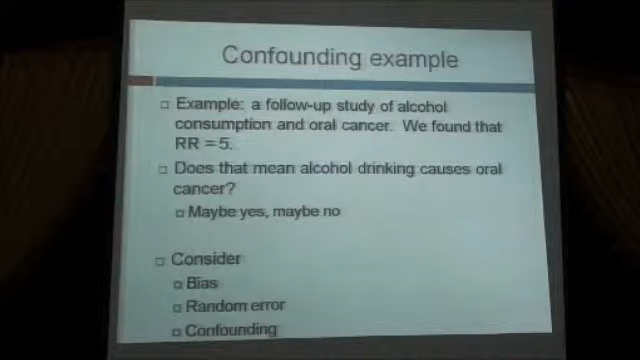 Confounding example
Example: a follow-up study of alcohol
consumption and oral cancer. We found that
RR = 5.
Does that mean alcohol drinking causes oral
cancer?
Maybe yes, maybe no
Consider
Bias
Random error
Confounding